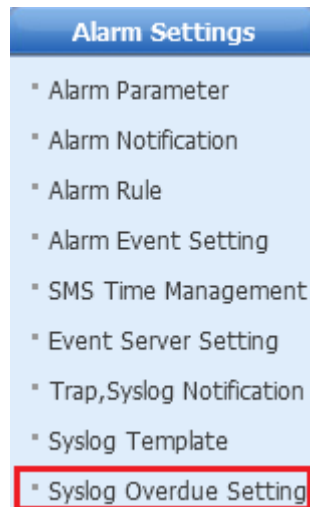 Alarm Settings
Alarm Parameter
Alarm Notification
Alarm Rule
Alarm Event Setting
SMS Time Management
Event Server Setting
Trap,Syslog Notification
Syslog Template
Syslog Overdue Setting